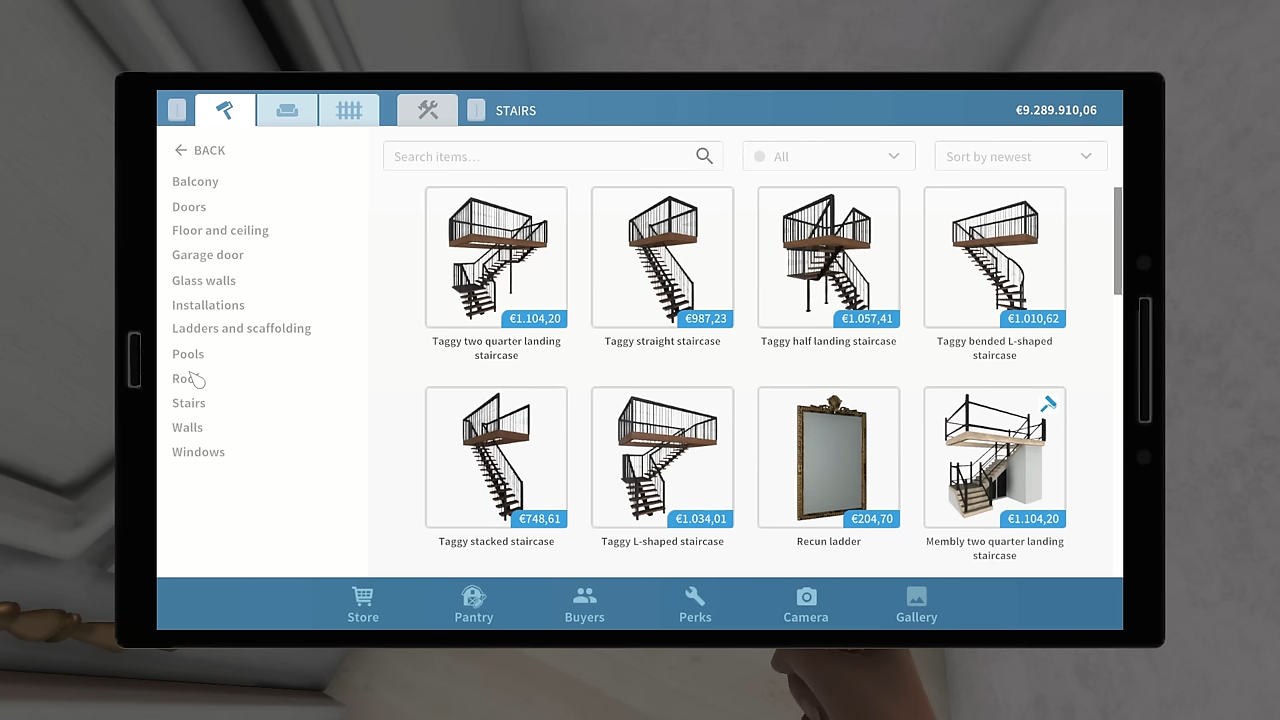 STAIRS
€9.289.910,06
BACK
Balcony
Doors
Floor and ceiling
Garage door
Glass walls
Installations
Ladders and scaffolding
Pools
Stairs
Walls
Windows
Search items...
All
Sort by newest
€1.104,20
€987,23
€1.057,41
€1.010,62
Taggy two quarter landing
staircase
Taggy straight staircase
Taggy half landing staircase
Taggy bended L-shaped
staircase
€748,61
€1.034,01
€204,70
€1.104,20
Taggy stacked staircase
Taggy L-shaped staircase
Recun ladder
Membly two quarter landing
staircase
Store
Pantry
Buyers
Perks
Camera
Gallery